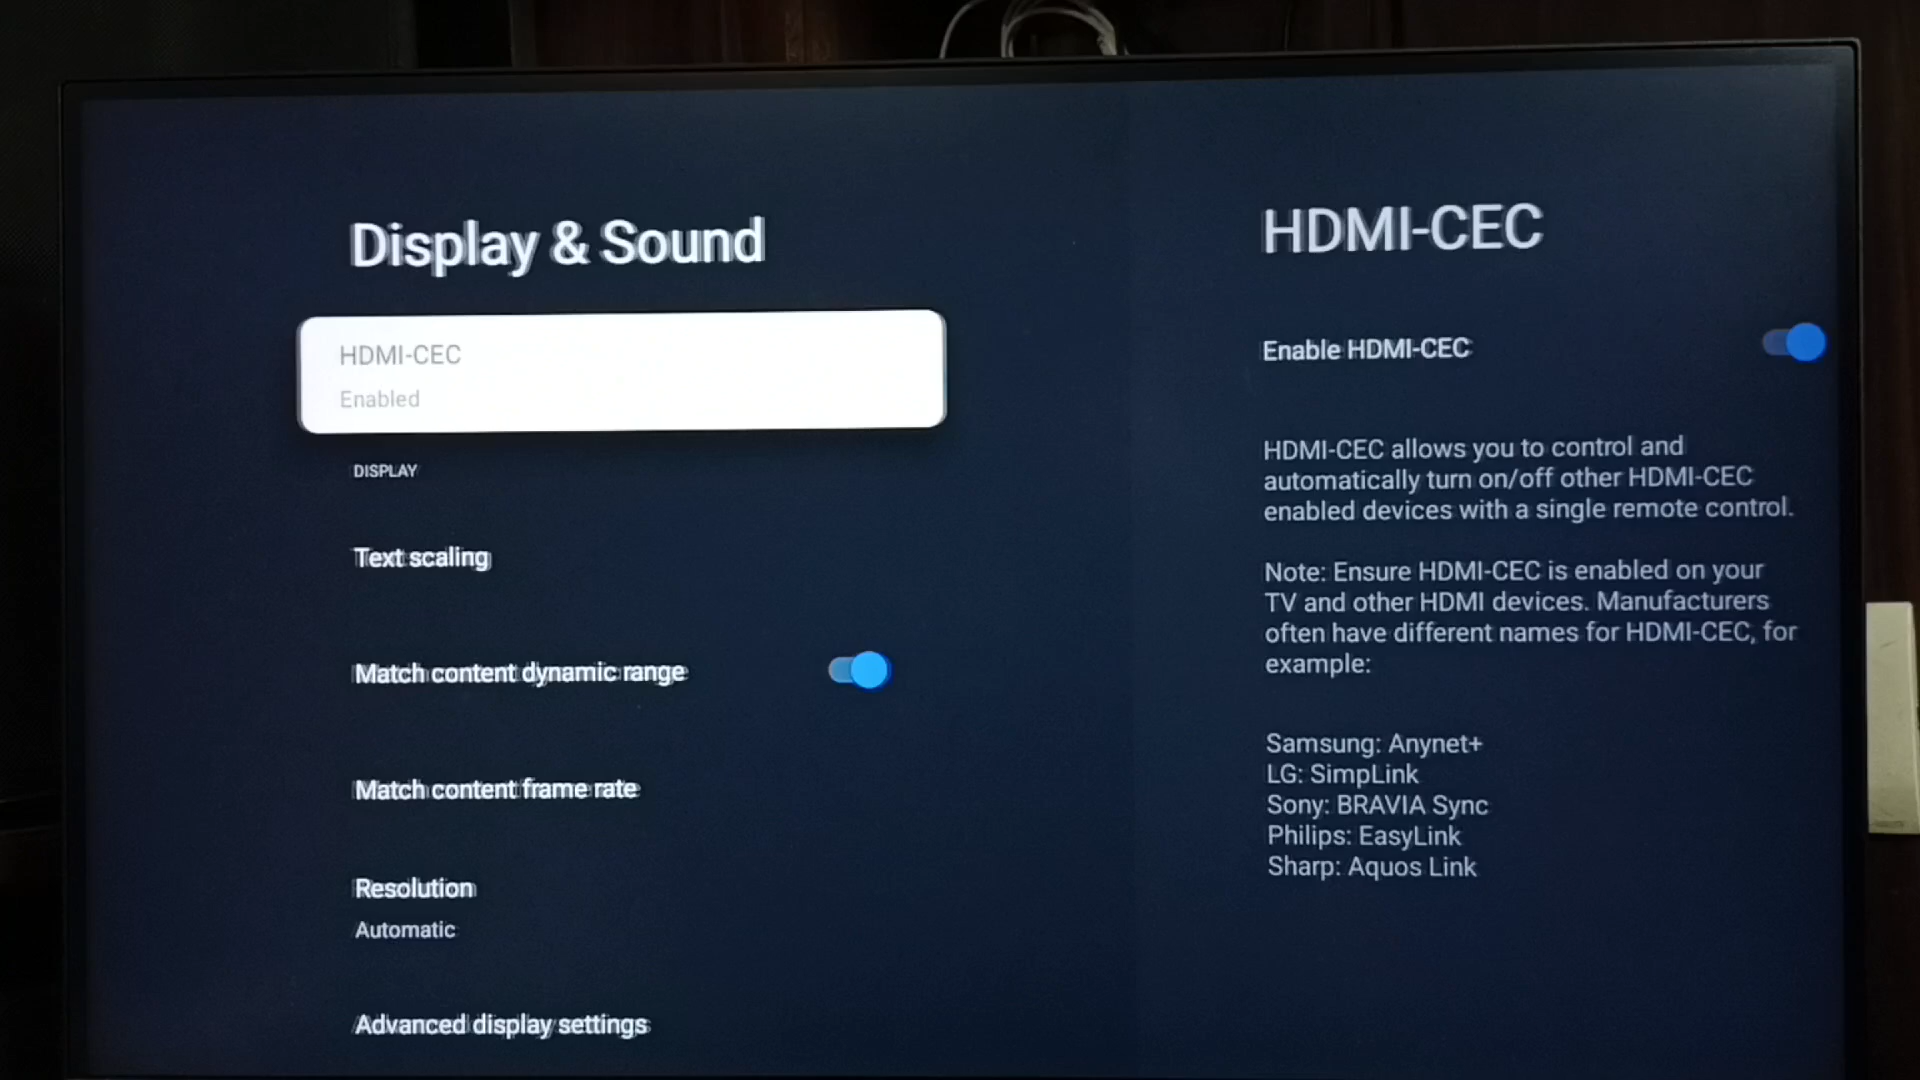 Display & Sound
HDMI-CEC
Enabled
DISPLAY
Text scaling
Match content dynamic range
Match content frame rate
Resolution
Automatic
Advanced display settings
HDMI-CEC
Enable HDMI-CEC
HDMI-CEC allows you to control and
automatically turn on/off other HDMI-CEC
enabled devices with a single remote control.
Note: Ensure HDMI-CEC is enabled on your
TV and other HDMI devices. Manufacturers
often have different names for HDMI-CEC, for
example:
Samsung: Anynet+
LG: SimpLink
Sony: BRAVIA Sync
Philips: EasyLink
Sharp: Aquos Link